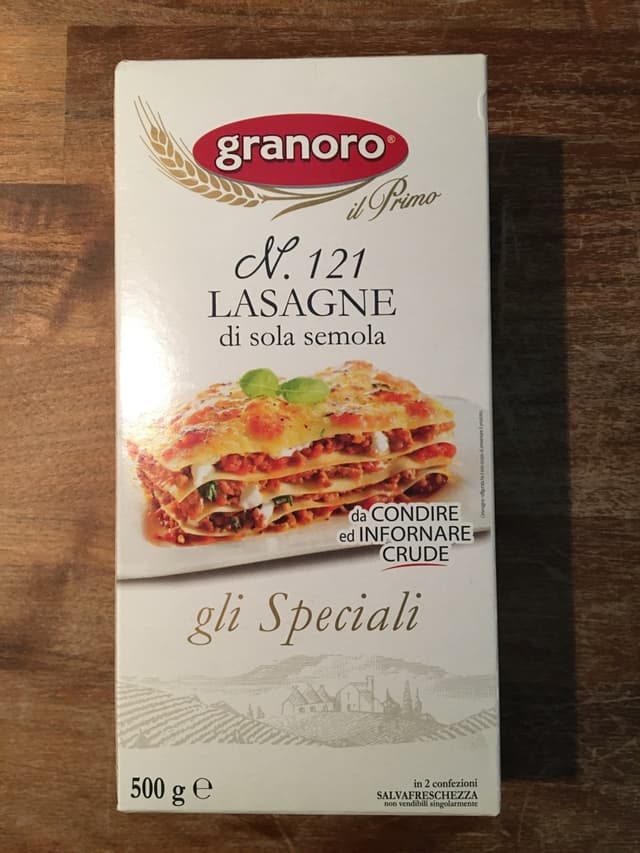 granoro®
il Primo
N. 121
LASAGNE
di sola semola
da CONDIRE
ed INFORNARE
CRUDE
gli Speciali
500 g ℮
in 2 confezioni
SALVAFRESCHEZZA
non vendibili singolarmente